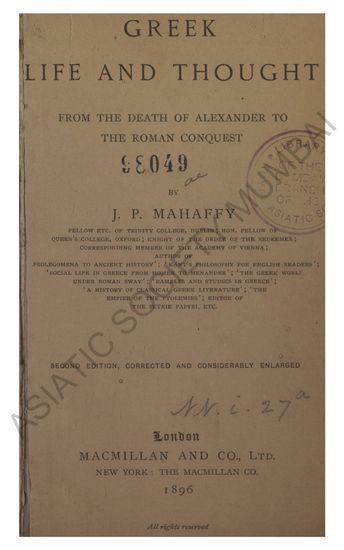 GREEK
LIFE AND THOUGHT
FROM THE DEATH OF ALEXANDER TO
THE ROMAN CONQUEST
93049
ae
BY
J. P. MAHAFFY
FELLOW ETC. OF TRINITY COLLEGE, DUBLIN; HON. FELLOW OF
QUEEN'S COLLEGE, OXFORD; KNIGHT OF THE ORDER OF THE REDEEMER;
CORRESPONDING MEMBER OF THE ACADEMY OF VIENNA;
AUTHOR OF
PROLEGOMENA TO ANCIENT HISTORY'; 'KANT'S PHILOSOPHY FOR ENGLISH READERS';
'SOCIAL LIFE IN GREECE FROM HOMER TO MENANDER'; 'THE GREEK WORLD
UNDER ROMAN SWAY'; 'RAMBLES AND STUDIES IN GREECE';
'A HISTORY OF CLASSICAL GREEK LITERATURE'; 'THE
EMPIRE OF THE PTOLEMIES'; EDITOR OF
THE PETRIE PAPYRI, ETC.
SECOND EDITION, CORRECTED AND CONSIDERABLY ENLARGED
NN. i. 27a
London
MACMILLAN AND CO., LTD.
NEW YORK: THE MACMILLAN CO.
1896
All rights reserved
ASIATIC SOCIETY MUMBAI